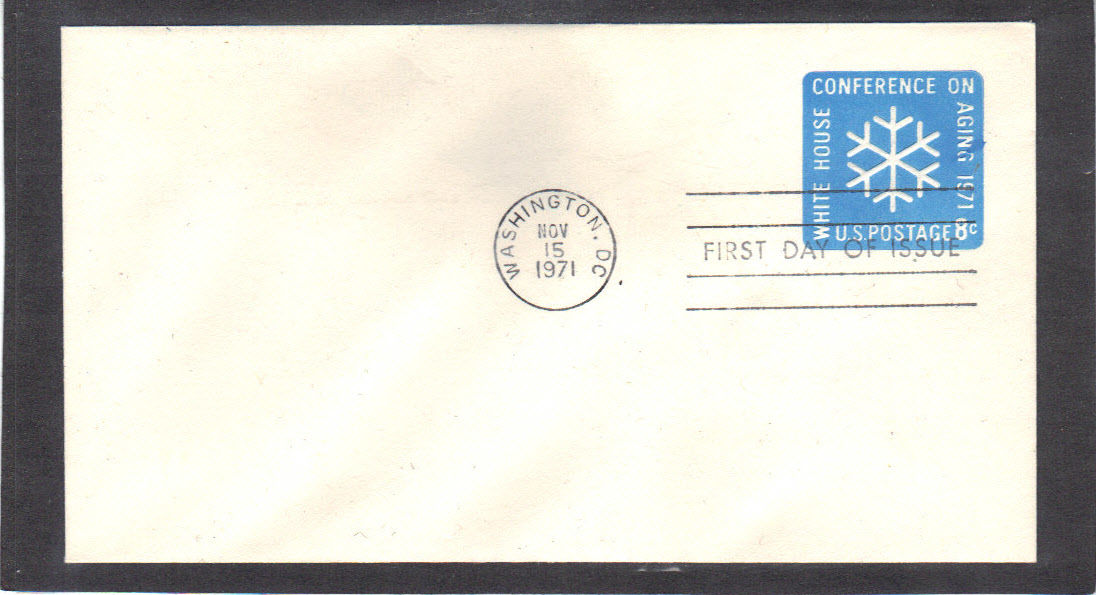 WHITE HOUSE
CONFERENCE ON
AGING 1971
U.S.POSTAGE 8c
WASHINGTON, DC
NOV
15
1971
FIRST DAY OF ISSUE